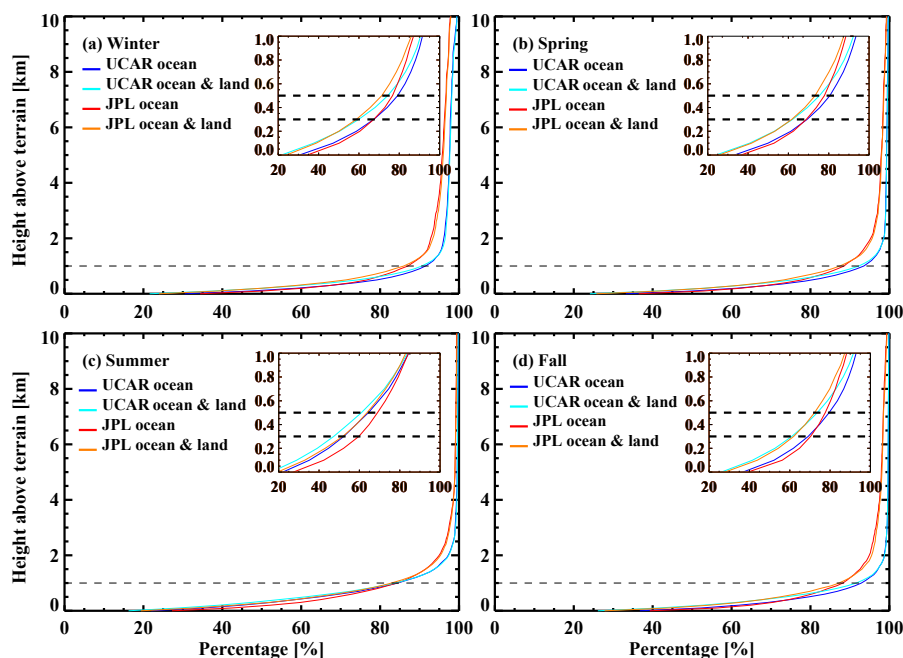 10
8
6
4
2
0
Height above terrain [km]
(a) Winter
UCAR ocean
UCAR ocean & land
JPL ocean
JPL ocean & land
1.0
0.8
0.6
0.4
0.2
0.0
20 40 60 80 100
0 20 40 60 80 100
(b) Spring
UCAR ocean
UCAR ocean & land
JPL ocean
JPL ocean & land
1.0
0.8
0.6
0.4
0.2
0.0
20 40 60 80 100
10
8
6
4
2
0
0 20 40 60 80 100
10
8
6
4
2
0
Height above terrain [km]
(c) Summer
UCAR ocean
UCAR ocean & land
JPL ocean
JPL ocean & land
1.0
0.8
0.6
0.4
0.2
0.0
20 40 60 80 100
0 20 40 60 80 100
Percentage [%]
10
8
6
4
2
0
(d) Fall
UCAR ocean
UCAR ocean & land
JPL ocean
JPL ocean & land
1.0
0.8
0.6
0.4
0.2
0.0
20 40 60 80 100
0 20 40 60 80 100
Percentage [%]